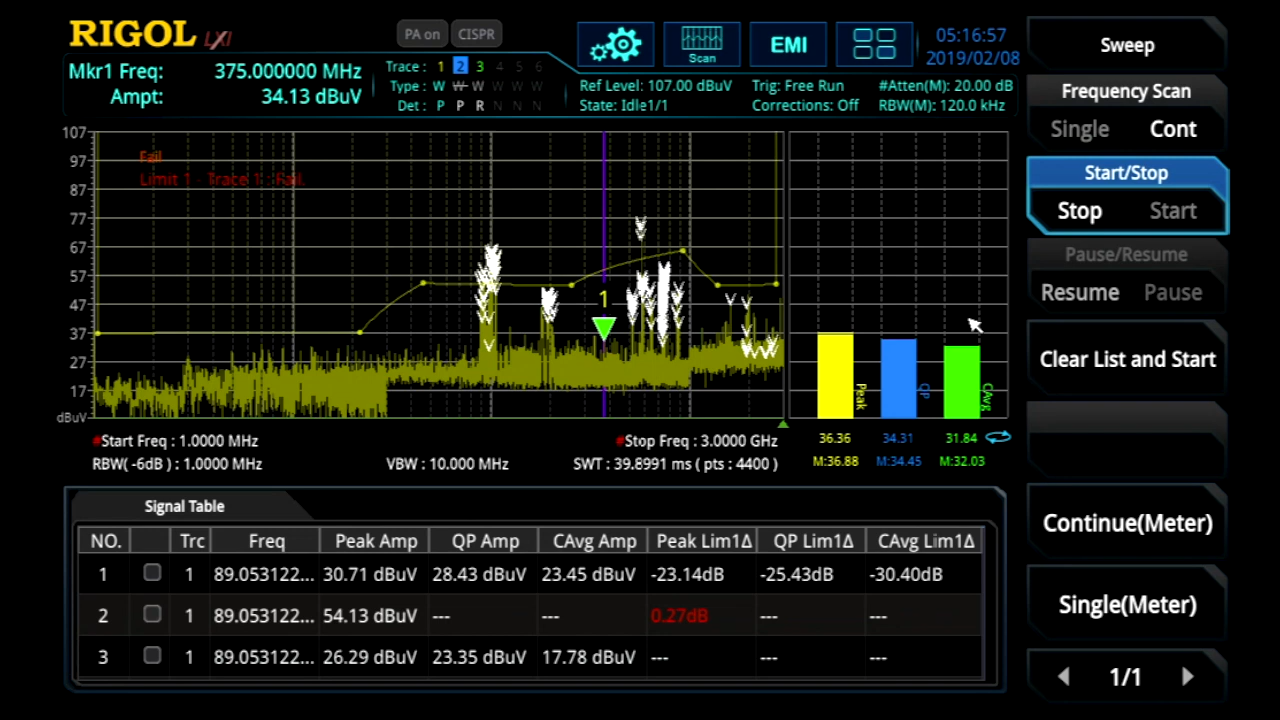 RIGOL LXI
PA on CISPR
Scan
EMI
05:16:57
2019/02/08
Mkr1 Freq: 375.000000 MHz
Ampt: 34.13 dBuV
Trace : 1 2 3 4 5 6
Type : W W W W W W
Det : P P R N N N
Ref Level: 107.00 dBuV
State: Idle1/1
Trig: Free Run
Corrections: Off
#Atten(M): 20.00 dB
RBW(M): 120.0 kHz
107
97
87
77
67
57
47
37
27
17
dBuV
Fail
Limit 1 - Trace 1 : Fail
1
Peak
QP
CAvg
36.36 34.31 31.84
M:36.88 M:34.45 M:32.03
#Start Freq : 1.0000 MHz
#Stop Freq : 3.0000 GHz
RBW( -6dB ) : 1.0000 MHz
VBW : 10.000 MHz
SWT : 39.8991 ms ( pts : 4400 )
Signal Table
NO. Trc Freq Peak Amp QP Amp CAvg Amp Peak Lim1Δ QP Lim1Δ CAvg Lim1Δ
1 1 89.053122... 30.71 dBuV 28.43 dBuV 23.45 dBuV -23.14dB -25.43dB -30.40dB
2 1 89.053122... 54.13 dBuV --- --- 0.27dB --- ---
3 1 89.053122... 26.29 dBuV 23.35 dBuV 17.78 dBuV --- --- ---
Sweep
Frequency Scan
Single Cont
Start/Stop
Stop Start
Pause/Resume
Resume Pause
Clear List and Start
Continue(Meter)
Single(Meter)
1/1